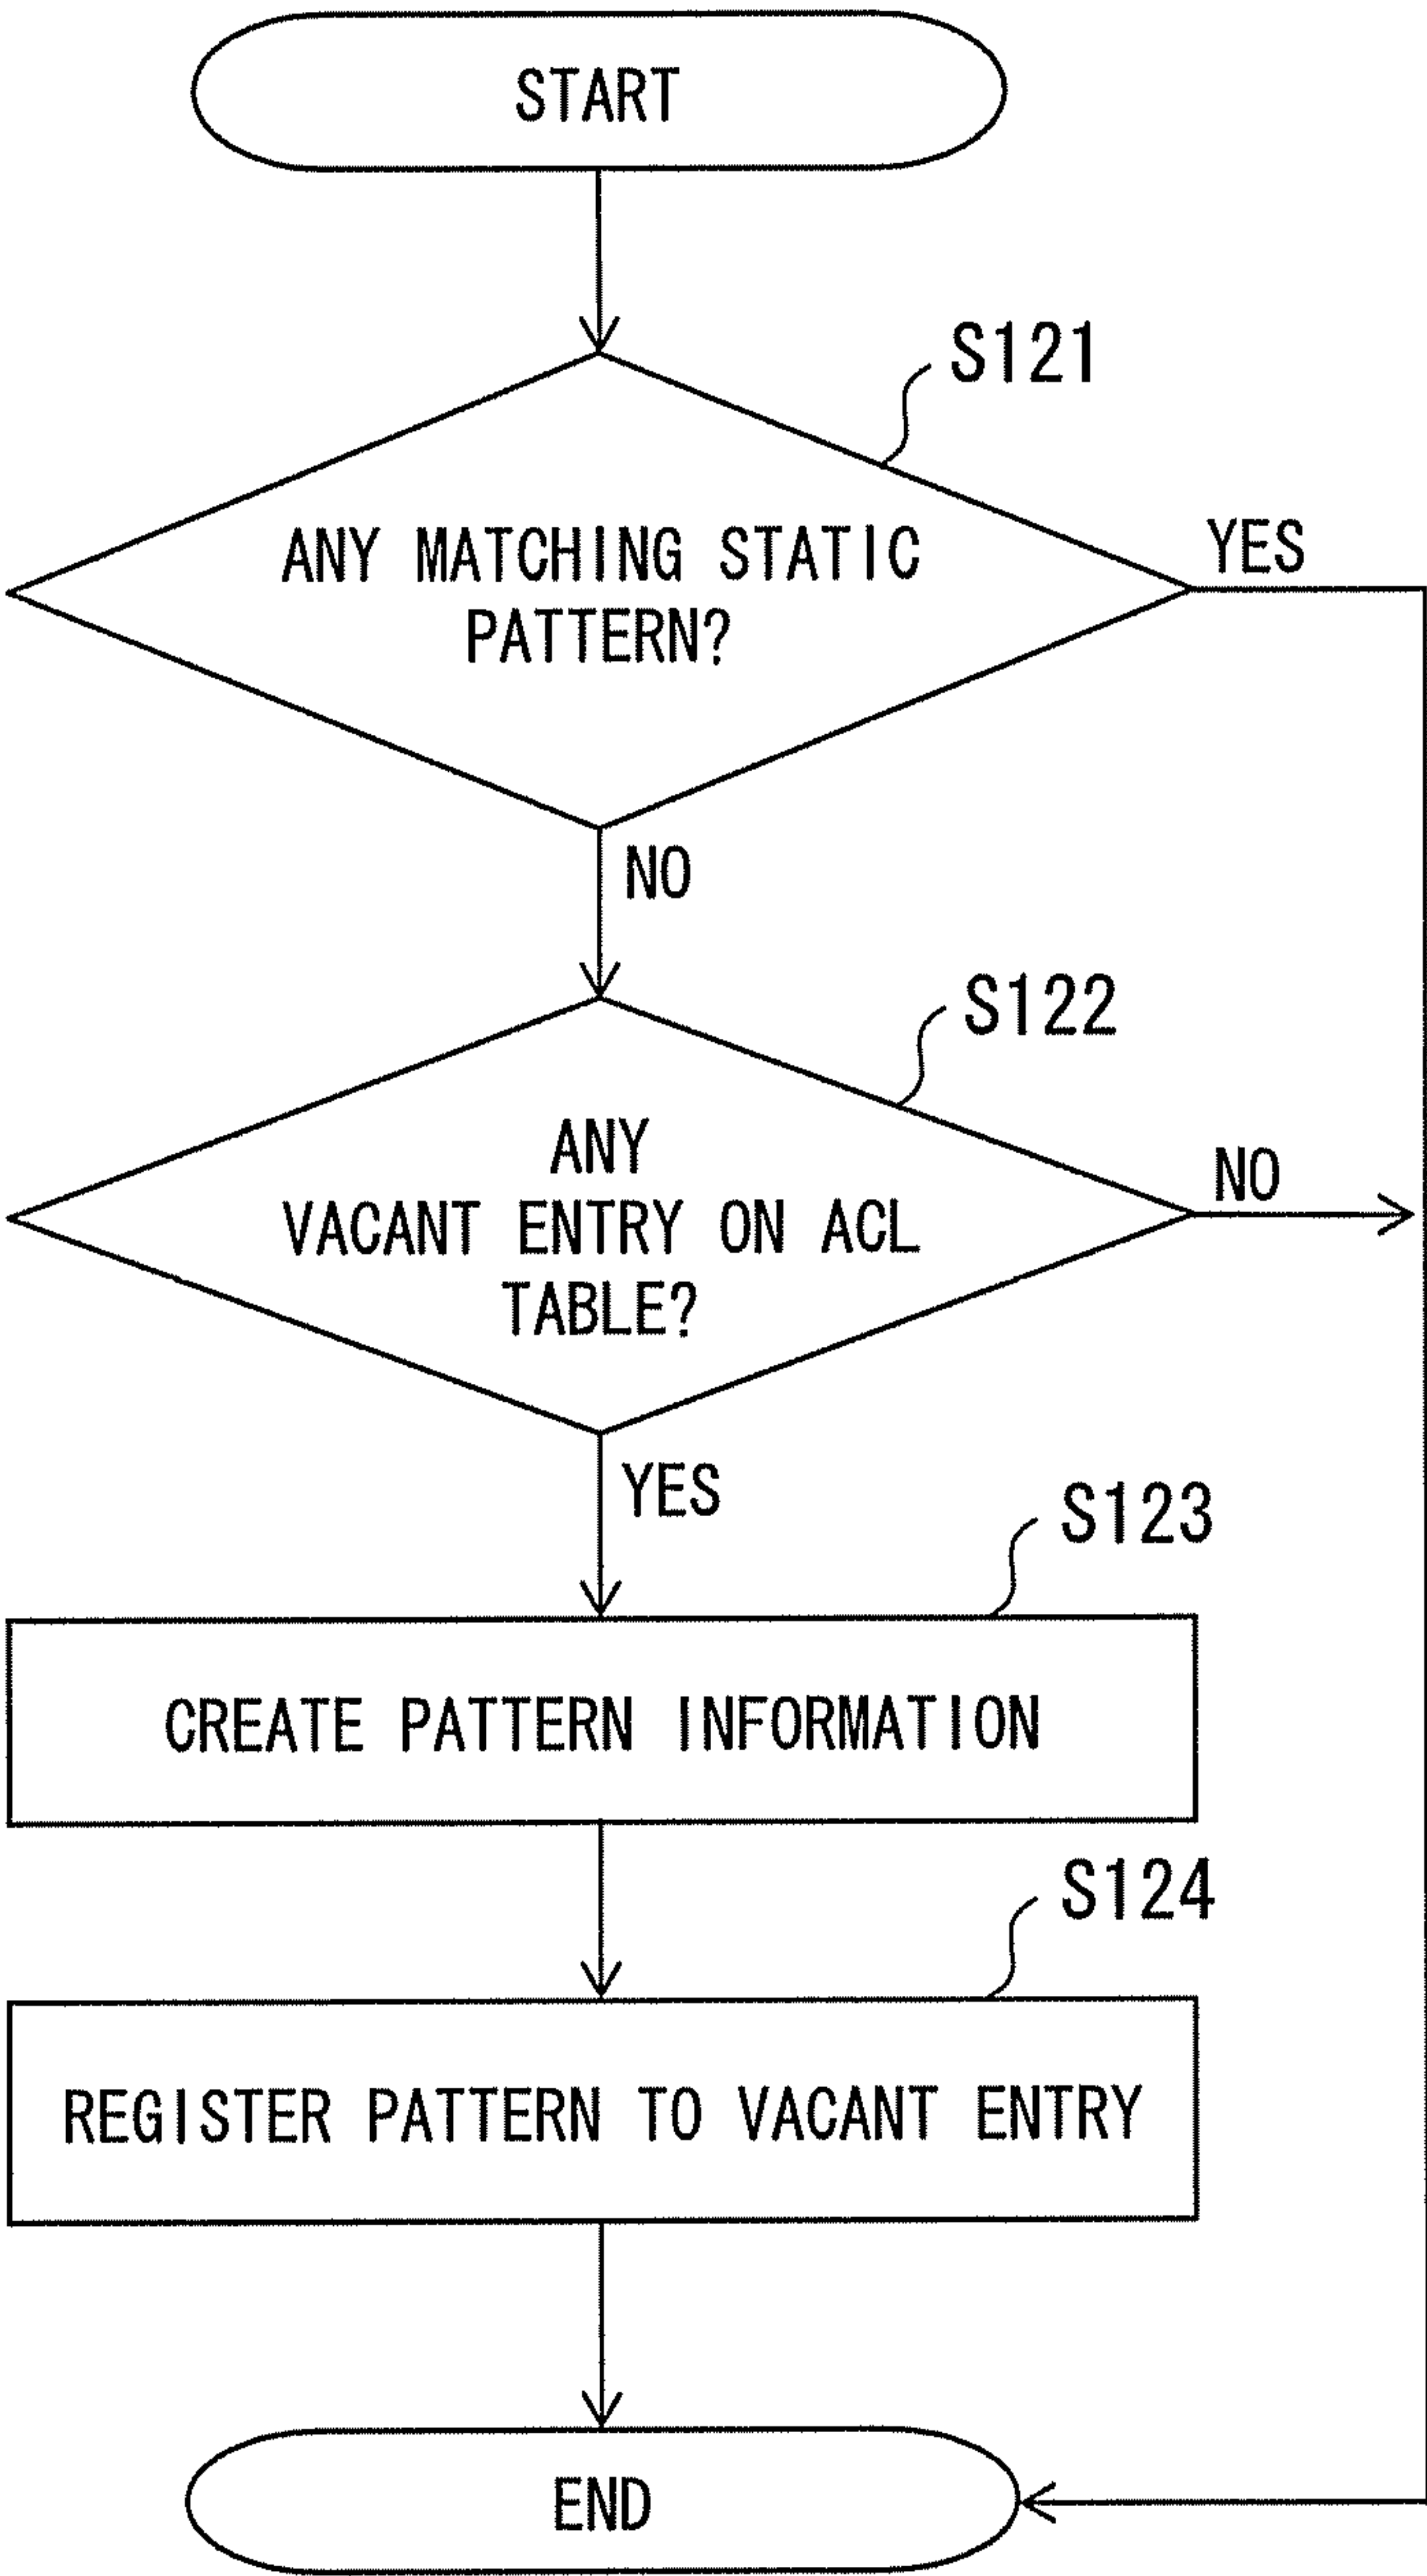 START
S121
ANY MATCHING STATIC
PATTERN?
YES
NO
S122
ANY
VACANT ENTRY ON ACL
TABLE?
NO
YES
S123
CREATE PATTERN INFORMATION
S124
REGISTER PATTERN TO VACANT ENTRY
END